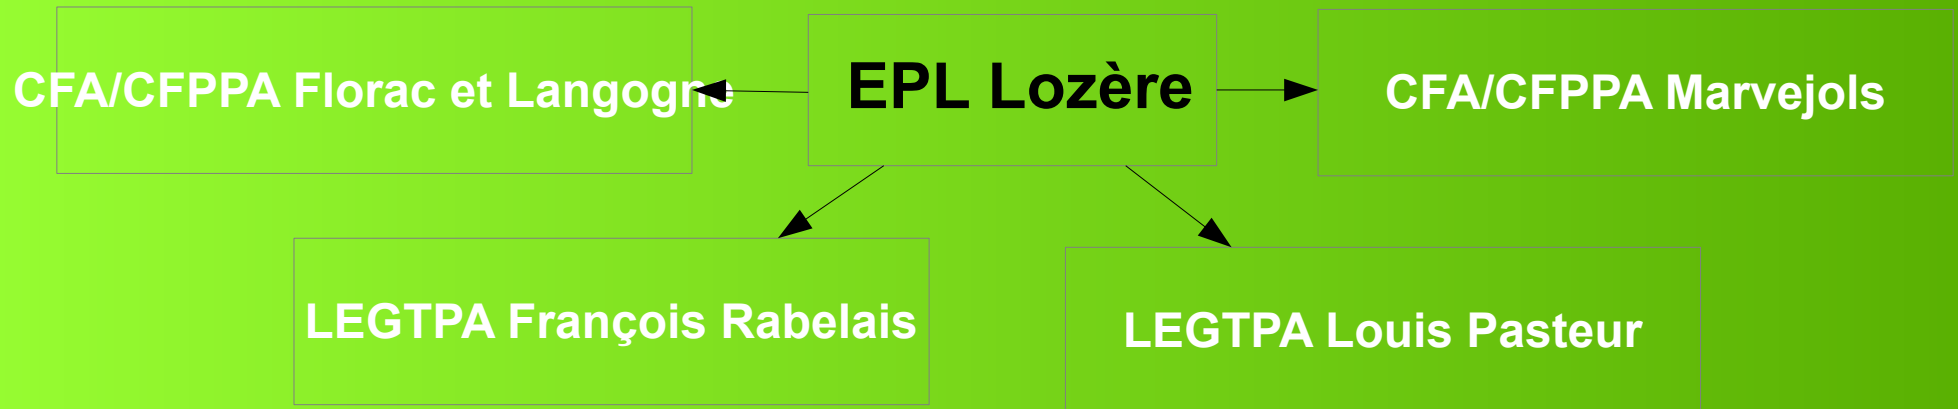 CFA/CFPPA Florac et Langogne
EPL Lozère
CFA/CFPPA Marvejols
LEGTPA François Rabelais
LEGTPA Louis Pasteur